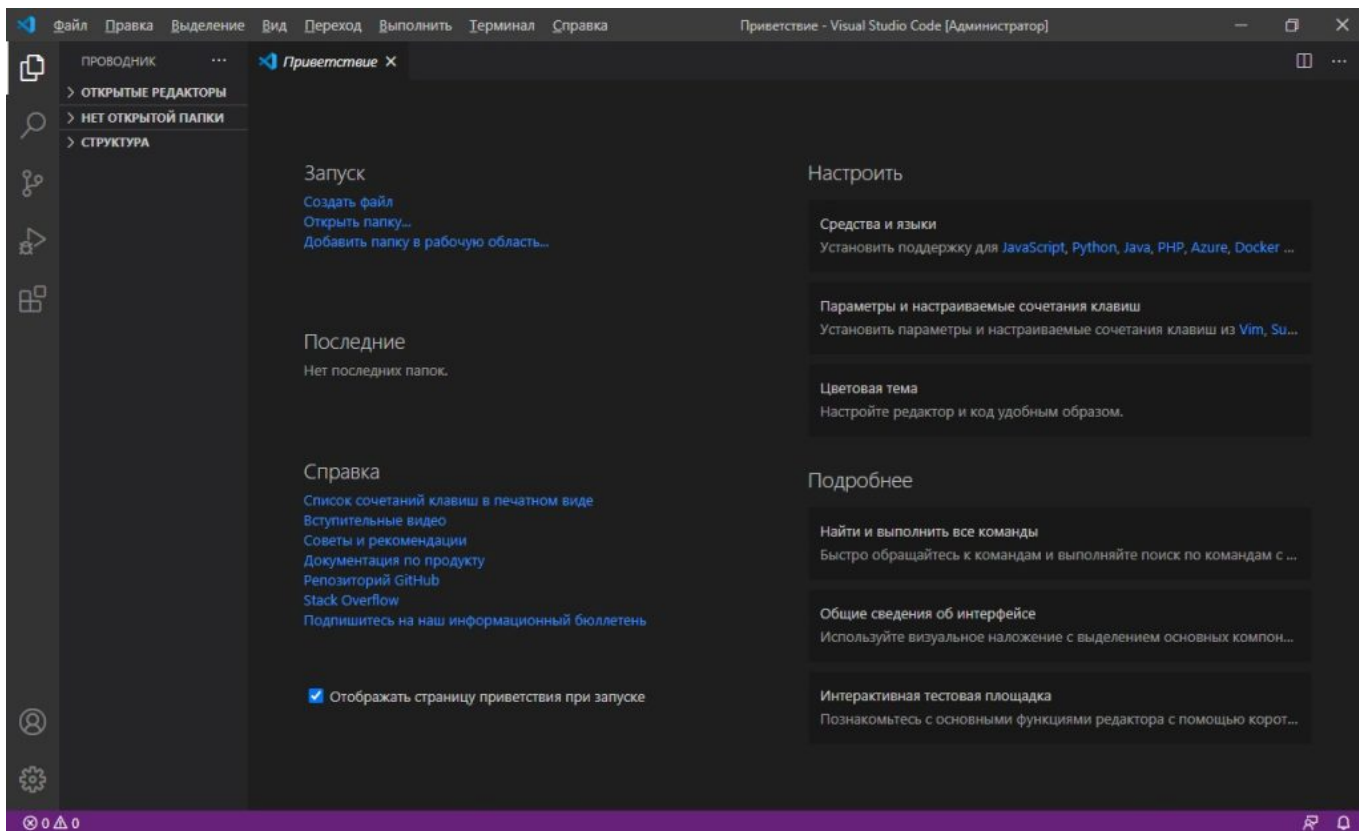 Файл Правка Выделение Вид Переход Выполнить Терминал Справка Приветствие - Visual Studio Code [Администратор]
ПРОВОДНИК
Приветствие
ОТКРЫТЫЕ РЕДАКТОРЫ
НЕТ ОТКРЫТОЙ ПАПКИ
СТРУКТУРА
Запуск
Создать файл
Открыть папку...
Добавить папку в рабочую область...
Последние
Нет последних папок.
Справка
Список сочетаний клавиш в печатном виде
Вступительные видео
Советы и рекомендации
Документация по продукту
Репозиторий GitHub
Stack Overflow
Подпишитесь на наш информационный бюллетень
Отображать страницу приветствия при запуске
Настроить
Средства и языки
Установить поддержку для JavaScript, Python, Java, PHP, Azure, Docker ...
Параметры и настраиваемые сочетания клавиш
Установить параметры и настраиваемые сочетания клавиш из Vim, Su...
Цветовая тема
Настройте редактор и код удобным образом.
Подробнее
Найти и выполнить все команды
Быстро обращайтесь к командам и выполняйте поиск по командам с ...
Общие сведения об интерфейсе
Используйте визуальное наложение с выделением основных компон...
Интерактивная тестовая площадка
Познакомьтесь с основными функциями редактора с помощью корот...
0 0